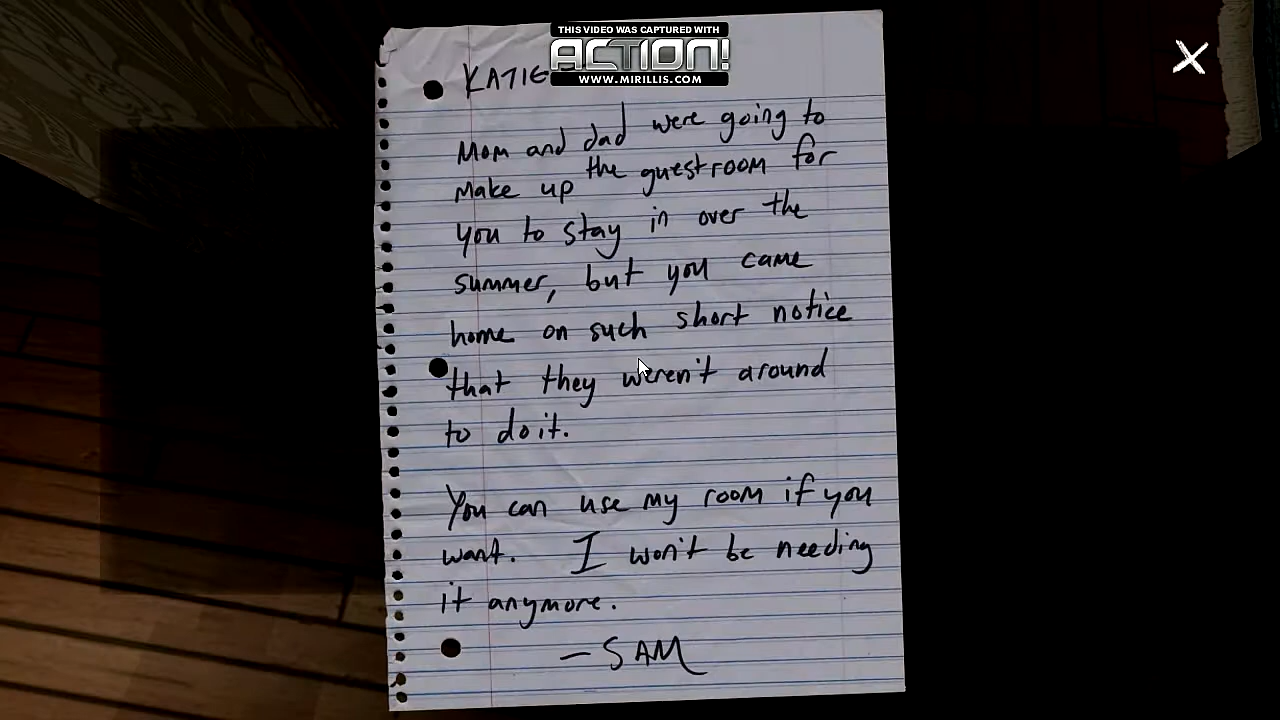 THIS VIDEO WAS CAPTURED WITH
ACTION!
WWW.MIRILLIS.COM
KATIE
Mom and dad were going to
make up the guestroom for
you to stay in over the
summer, but you came
home on such short notice
that they weren't around
to do it.
You can use my room if you
want. I won't be needing
it anymore.
— SAM